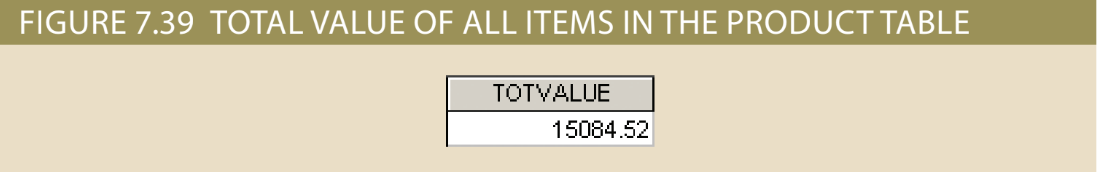 FIGURE 7.39 TOTAL VALUE OF ALL ITEMS IN THE PRODUCT TABLE
TOTVALUE
15084.52